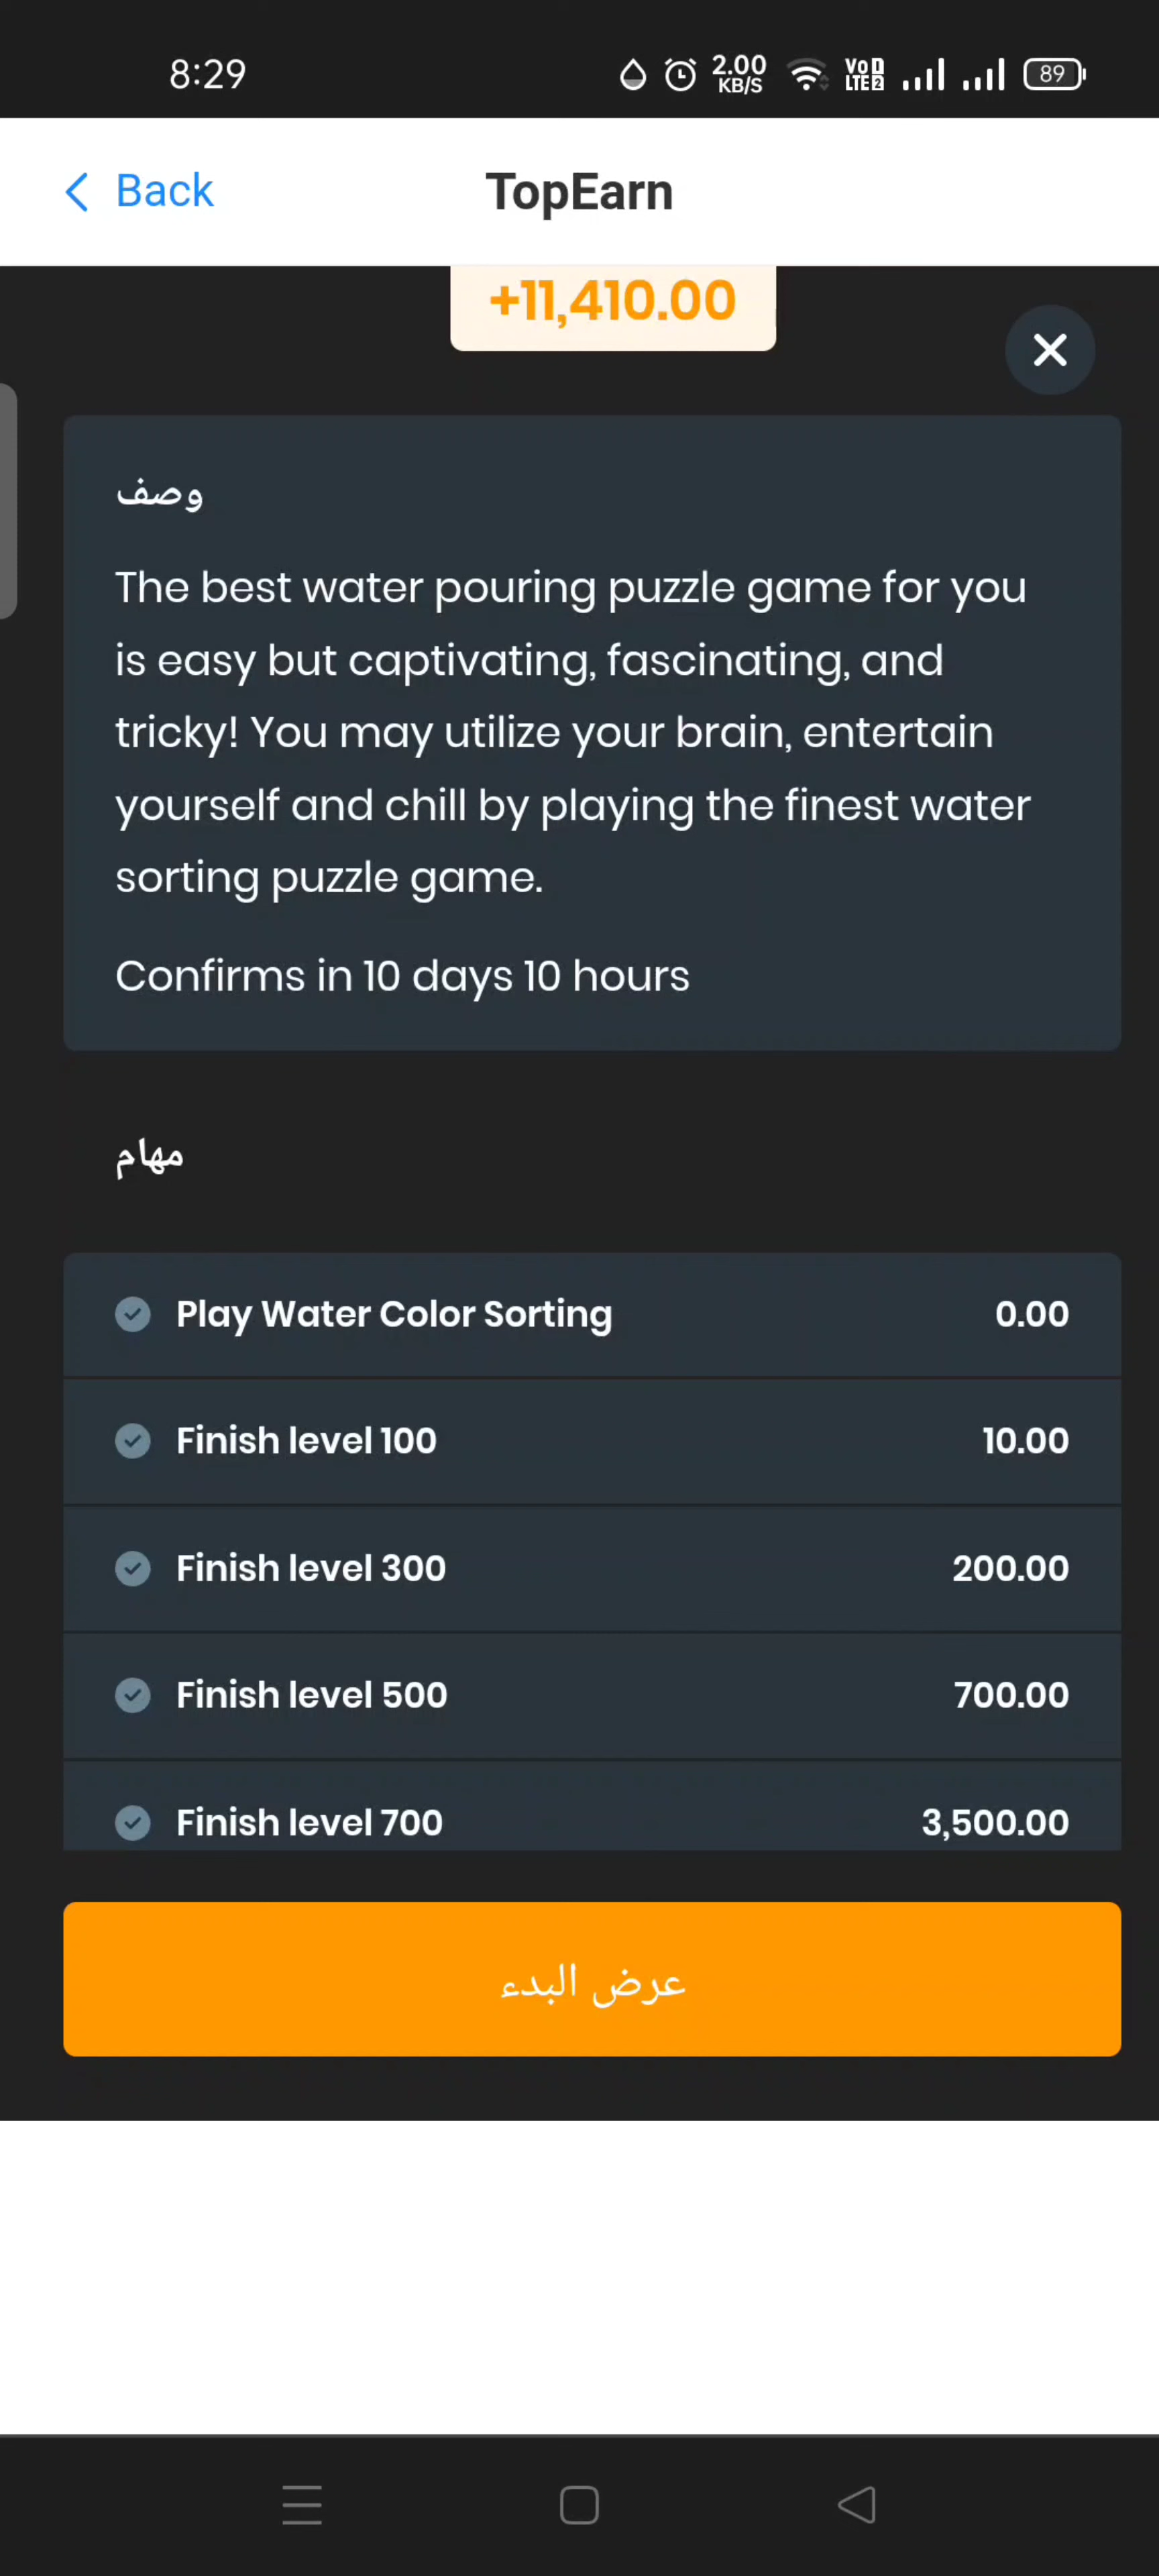 8:29
2.00 KB/S
Vo 1 LTE 2
89
Back
TopEarn
+11,410.00
وصف
The best water pouring puzzle game for you
is easy but captivating, fascinating, and
tricky! You may utilize your brain, entertain
yourself and chill by playing the finest water
sorting puzzle game.
Confirms in 10 days 10 hours
مهام
Play Water Color Sorting 0.00
Finish level 100 10.00
Finish level 300 200.00
Finish level 500 700.00
Finish level 700 3,500.00
عرض البدء